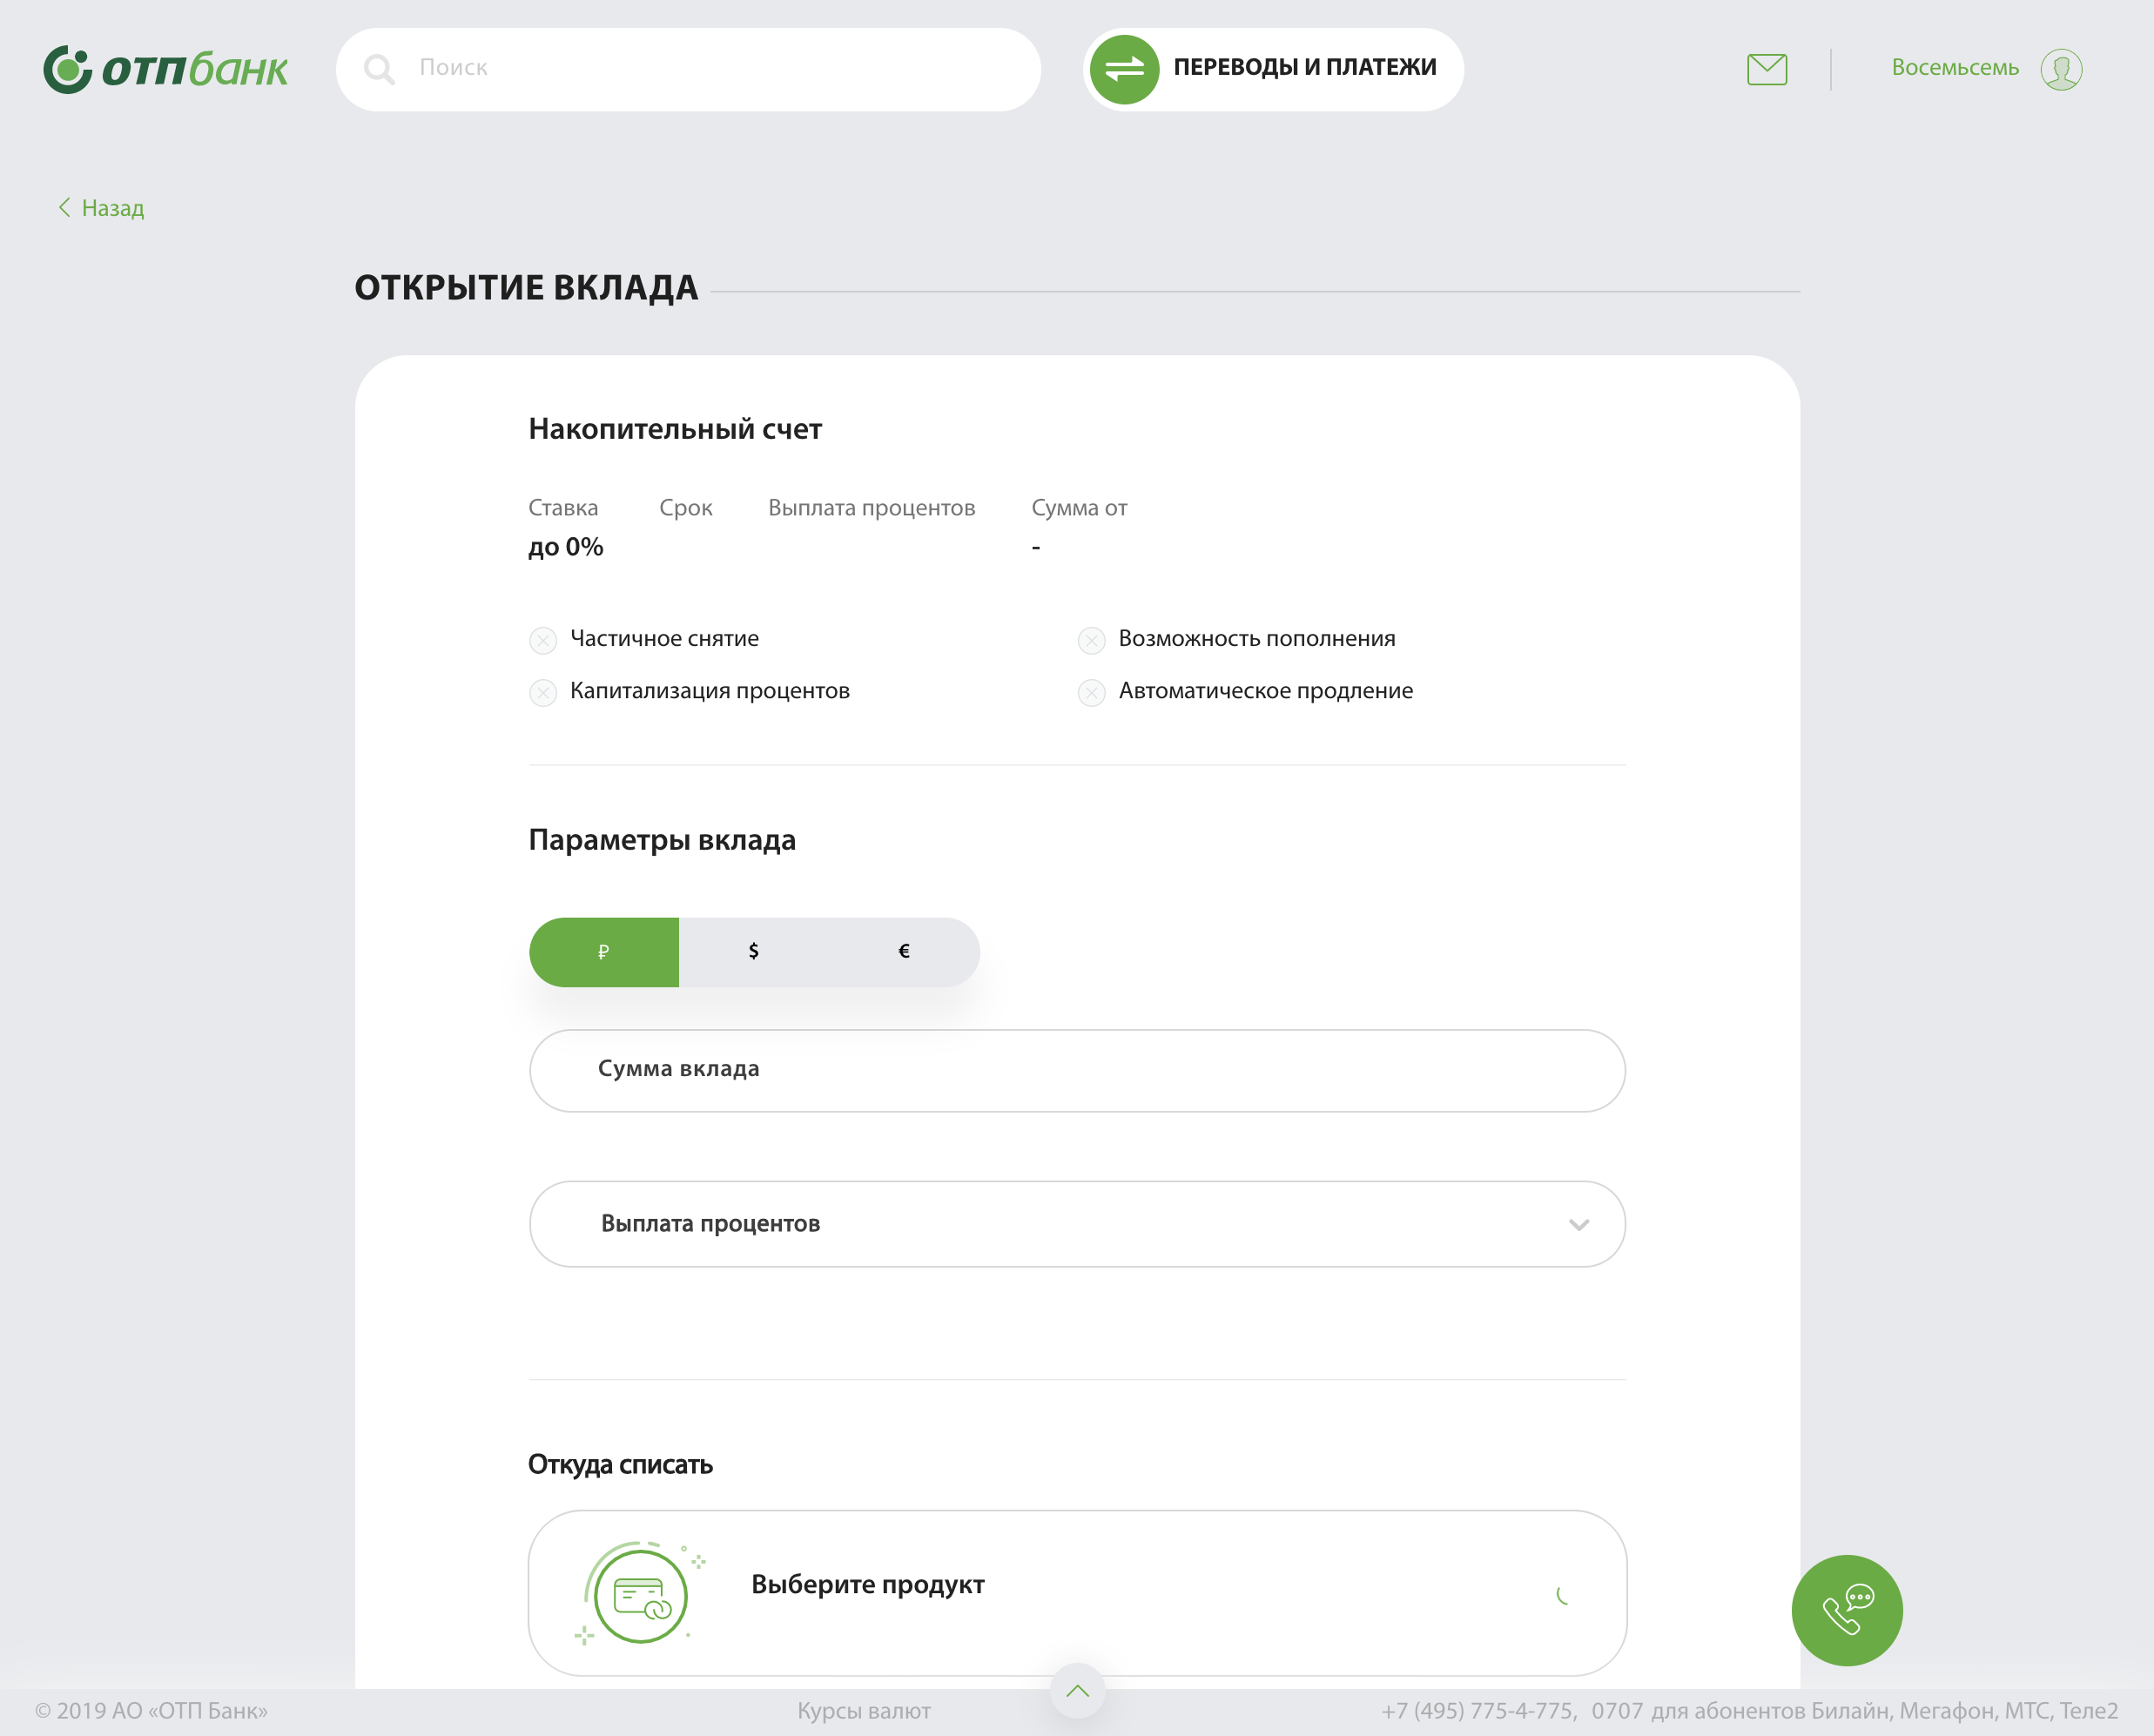 ОТПбанк
Поиск
ПЕРЕВОДЫ И ПЛАТЕЖИ
Восемьсемь
Назад
ОТКРЫТИЕ ВКЛАДА
Накопительный счет
Ставка Срок Выплата процентов Сумма от
до 0% -
Частичное снятие Возможность пополнения
Капитализация процентов Автоматическое продление
Параметры вклада
₽ $ €
Сумма вклада
Выплата процентов
Откуда списать
Выберите продукт
© 2019 АО «ОТП Банк» Курсы валют +7 (495) 775-4-775, 0707 для абонентов Билайн, Мегафон, МТС, Теле2